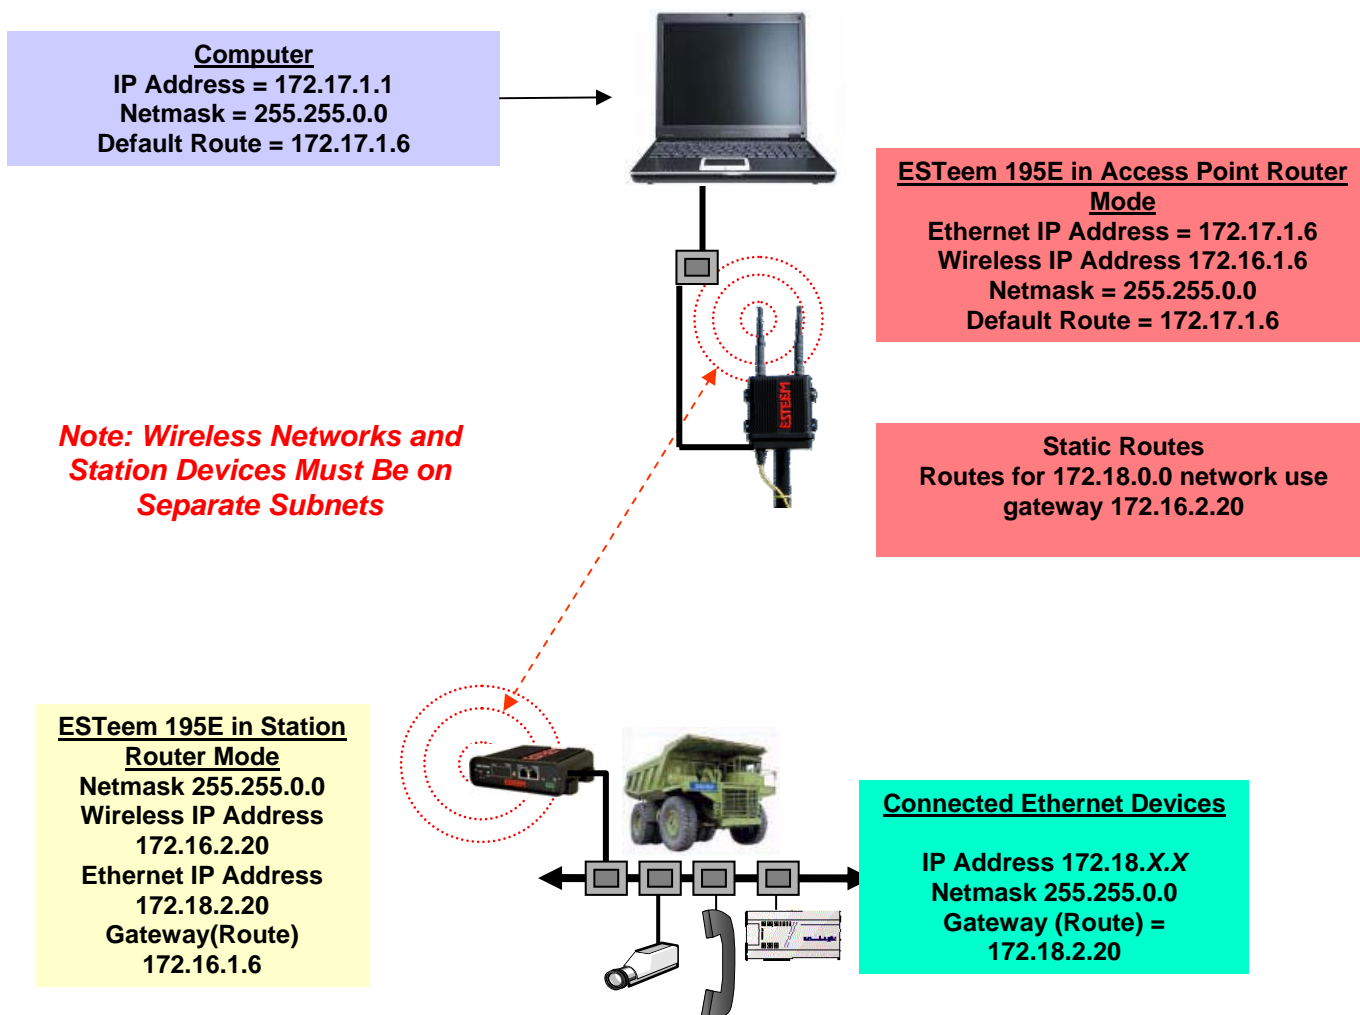 Computer
IP Address = 172.17.1.1
Netmask = 255.255.0.0
Default Route = 172.17.1.6
ESTeem 195E in Access Point Router
Mode
Ethernet IP Address = 172.17.1.6
Wireless IP Address 172.16.1.6
Netmask = 255.255.0.0
Default Route = 172.17.1.6
ESTEEM
Note: Wireless Networks and
Station Devices Must Be on
Separate Subnets
Static Routes
Routes for 172.18.0.0 network use
gateway 172.16.2.20
ESTeem 195E in Station
Router Mode
Netmask 255.255.0.0
Wireless IP Address
172.16.2.20
Ethernet IP Address
172.18.2.20
Gateway(Route)
172.16.1.6
ESTEEM
Connected Ethernet Devices
IP Address 172.18.X.X
Netmask 255.255.0.0
Gateway (Route) =
172.18.2.20